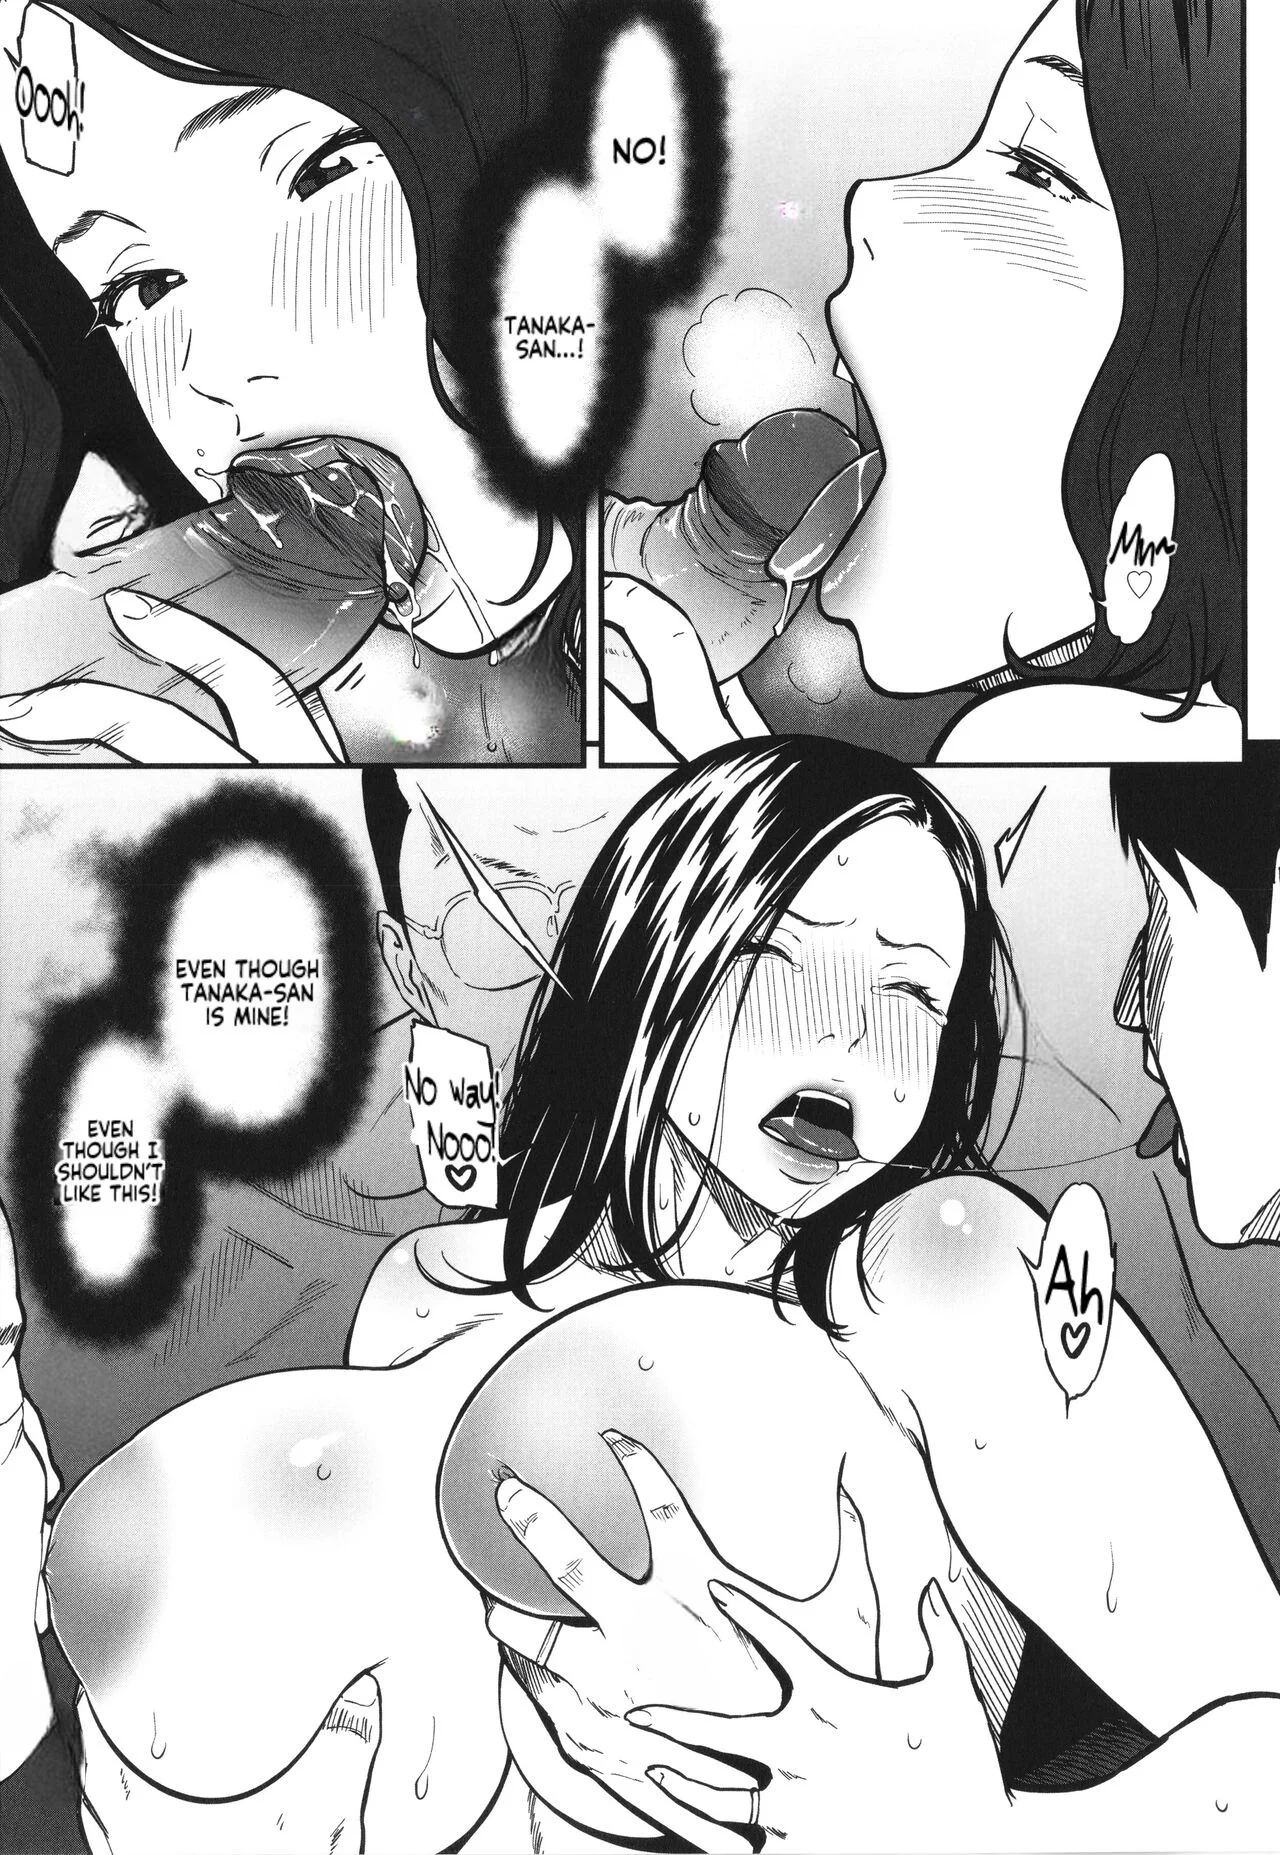 NO!
TANAKA-
SAN...!
Oooh!
EVEN THOUGH
TANAKA-SAN
IS MINE!
EVEN
THOUGH I
SHOULDN'T
LIKE THIS!
No way!
Nooo!
♡
Ah
♡